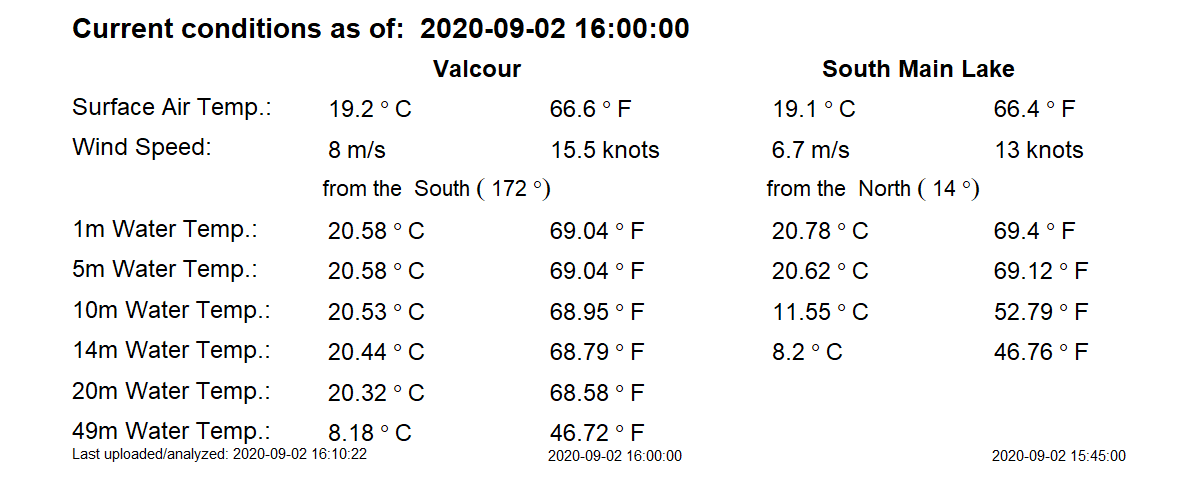 Current conditions as of:  2020-09-02 16:00:00
Valcour South Main Lake
Surface Air Temp.: 19.2 ° C 66.6 ° F 19.1 ° C 66.4 ° F
Wind Speed: 8 m/s 15.5 knots 6.7 m/s 13 knots
from the  South ( 172 °) from the  North ( 14 °)
1m Water Temp.: 20.58 ° C 69.04 ° F 20.78 ° C 69.4 ° F
5m Water Temp.: 20.58 ° C 69.04 ° F 20.62 ° C 69.12 ° F
10m Water Temp.: 20.53 ° C 68.95 ° F 11.55 ° C 52.79 ° F
14m Water Temp.: 20.44 ° C 68.79 ° F 8.2 ° C 46.76 ° F
20m Water Temp.: 20.32 ° C 68.58 ° F
49m Water Temp.: 8.18 ° C 46.72 ° F
Last uploaded/analyzed: 2020-09-02 16:10:22 2020-09-02 16:00:00 2020-09-02 15:45:00